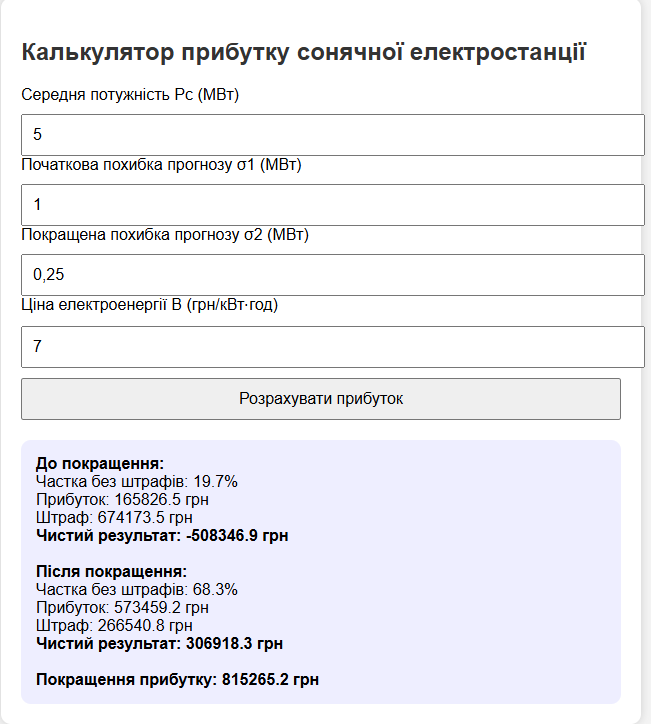 Калькулятор прибутку сонячної електростанції
Середня потужність Pc (МВт)
5
Початкова похибка прогнозу σ1 (МВт)
1
Покращена похибка прогнозу σ2 (МВт)
0,25
Ціна електроенергії B (грн/кВт·год)
7
Розрахувати прибуток
До покращення:
Частка без штрафів: 19.7%
Прибуток: 165826.5 грн
Штраф: 674173.5 грн
Чистий результат: -508346.9 грн
Після покращення:
Частка без штрафів: 68.3%
Прибуток: 573459.2 грн
Штраф: 266540.8 грн
Чистий результат: 306918.3 грн
Покращення прибутку: 815265.2 грн